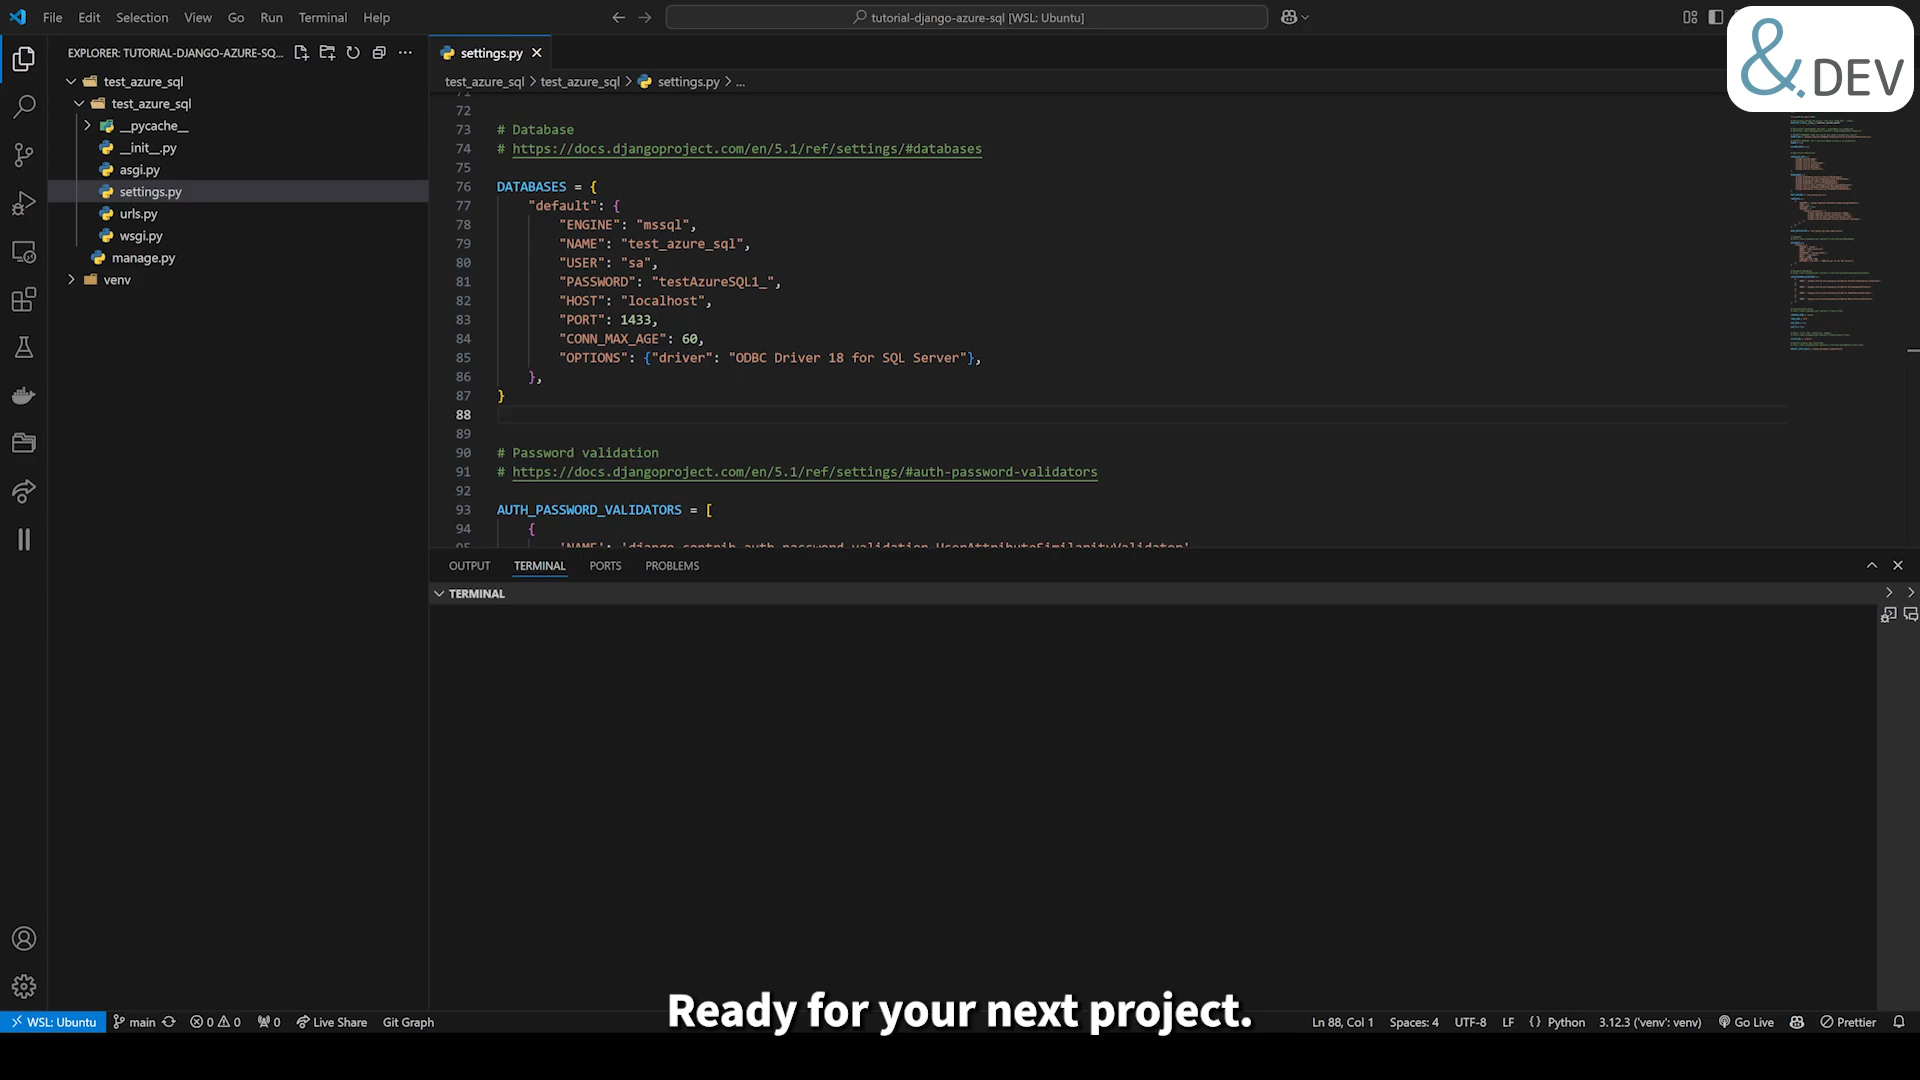 File Edit Selection View Go Run Terminal Help
tutorial-django-azure-sql [WSL: Ubuntu]
&.DEV
EXPLORER: TUTORIAL-DJANGO-AZURE-SQ...
test_azure_sql
test_azure_sql
__pycache__
__init__.py
asgi.py
settings.py
urls.py
wsgi.py
manage.py
venv
settings.py
test_azure_sql > test_azure_sql > settings.py > ...
72
73 # Database
74 # https://docs.djangoproject.com/en/5.1/ref/settings/#databases
75
76 DATABASES = {
77 "default": {
78 "ENGINE": "mssql",
79 "NAME": "test_azure_sql",
80 "USER": "sa",
81 "PASSWORD": "testAzureSQL1_",
82 "HOST": "localhost",
83 "PORT": 1433,
84 "CONN_MAX_AGE": 60,
85 "OPTIONS": {"driver": "ODBC Driver 18 for SQL Server"},
86 },
87 }
88
89
90 # Password validation
91 # https://docs.djangoproject.com/en/5.1/ref/settings/#auth-password-validators
92
93 AUTH_PASSWORD_VALIDATORS = [
94 {
95 'NAME': 'django.contrib.auth.password_validation.UserAttributeSimilarityValidator'
OUTPUT TERMINAL PORTS PROBLEMS
TERMINAL
Ready for your next project.
WSL: Ubuntu main 0 0 0 Live Share Git Graph
Ln 88, Col 1 Spaces: 4 UTF-8 LF {} Python 3.12.3 ('venv': venv) Go Live Prettier